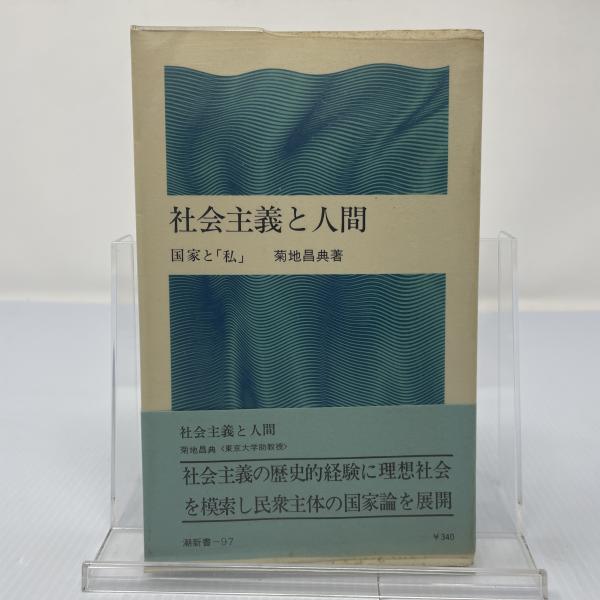 社会主義と人間
国家と「私」 菊地昌典著
社会主義と人間
菊地昌典〈東京大学助教授〉
社会主義の歴史的経験に理想社会
を模索し民衆主体の国家論を展開
潮新書−97 ¥340